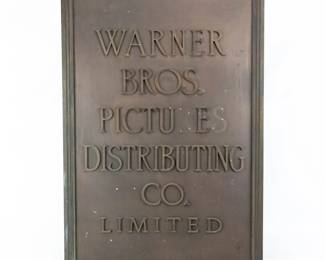 WARNER
BROS.
PICTURES
DISTRIBUTING
CO.
LIMITED